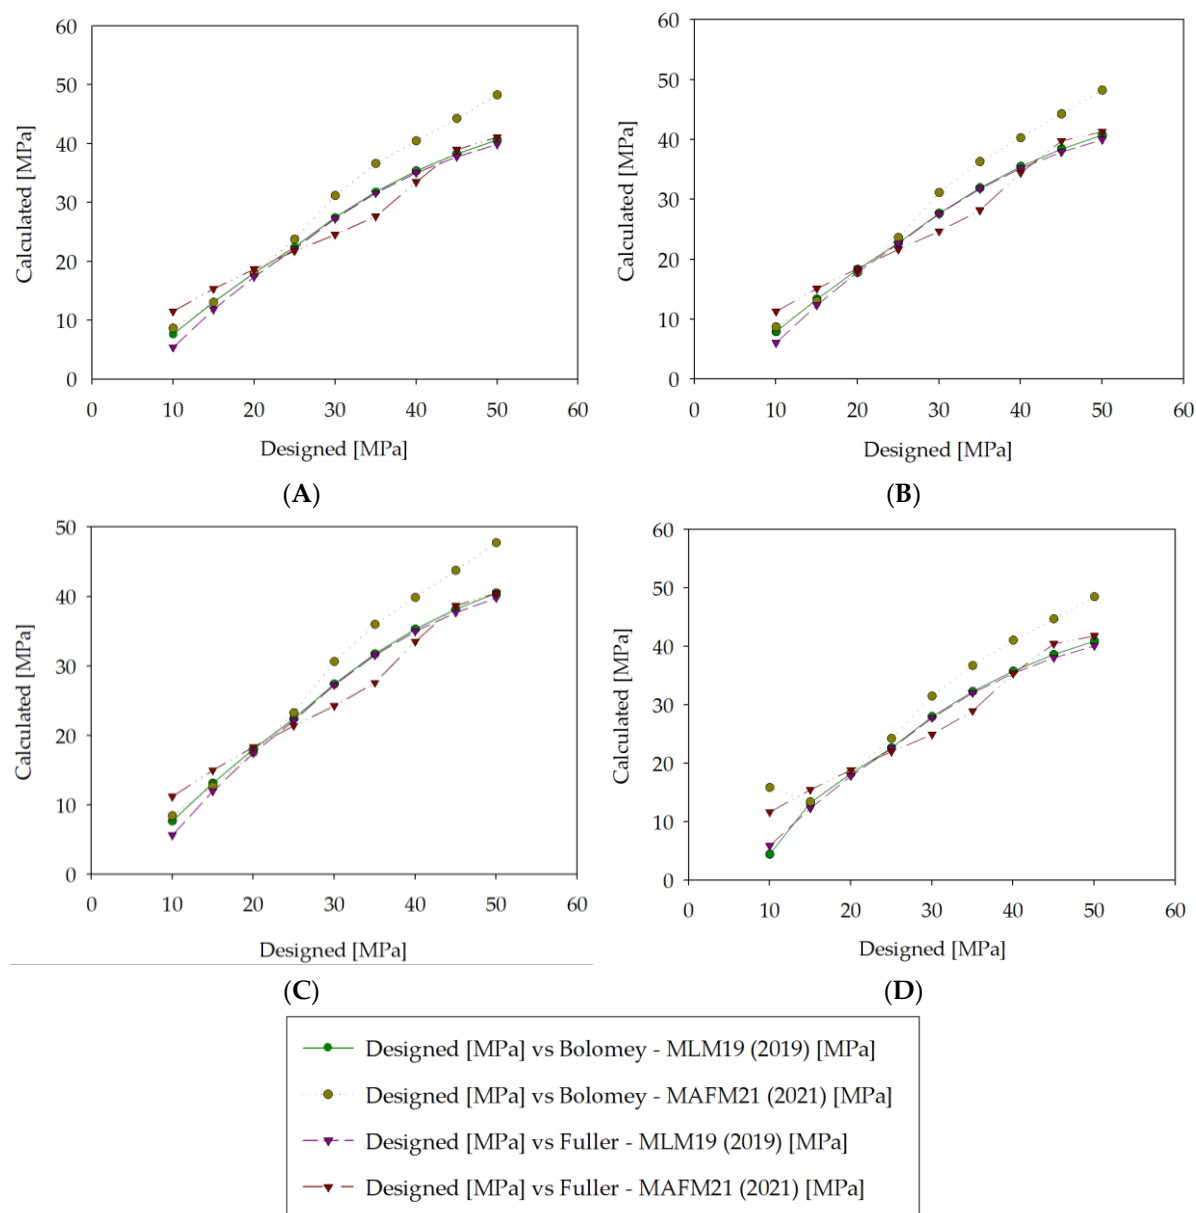 60
50
40
30
20
10
0
Calculated [MPa]
0 10 20 30 40 50 60
Designed [MPa]
(A)
60
50
40
30
20
10
0
Calculated [MPa]
0 10 20 30 40 50 60
Designed [MPa]
(B)
50
40
30
20
10
0
Calculated [MPa]
0 10 20 30 40 50 60
Designed [MPa]
(C)
60
50
40
30
20
10
0
Calculated [MPa]
0 10 20 30 40 50 60
Designed [MPa]
(D)
Designed [MPa] vs Bolomey - MLM19 (2019) [MPa]
Designed [MPa] vs Bolomey - MAFM21 (2021) [MPa]
Designed [MPa] vs Fuller - MLM19 (2019) [MPa]
Designed [MPa] vs Fuller - MAFM21 (2021) [MPa]